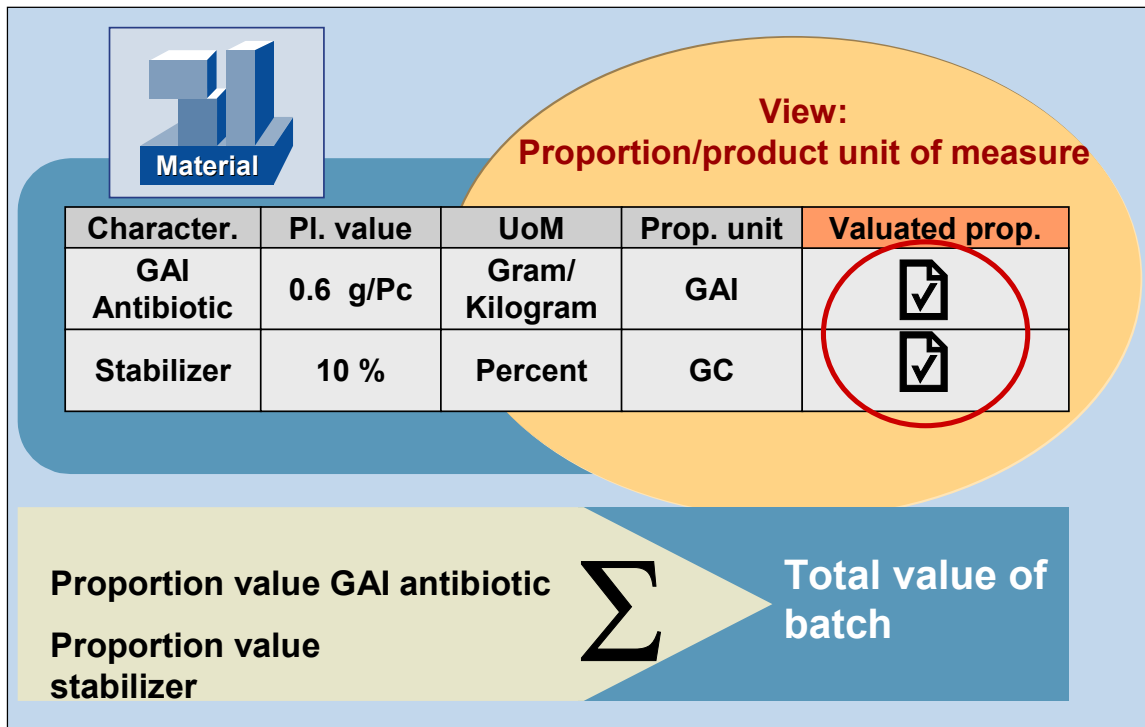 Material
View:
Proportion/product unit of measure
Character. Pl. value UoM Prop. unit Valuated prop.
GAI Antibiotic 0.6 g/Pc Gram/ Kilogram GAI
Stabilizer 10 % Percent GC
Proportion value GAI antibiotic
Proportion value
stabilizer
Σ
Total value of
batch